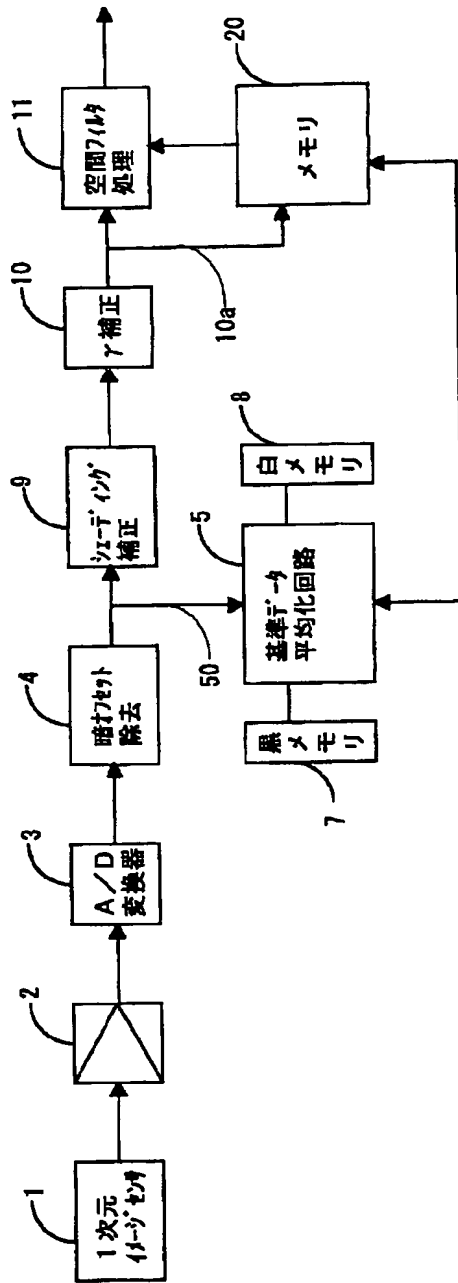 1
1次元
イメージセンサ
2
3
A/D
変換器
4
暗オフセット
除去
50
9
シェーディング
補正
10
γ補正
10a
11
空間フィルタ
処理
20
メモリ
5
基準データ
平均化回路
7
黒メモリ
8
白メモリ